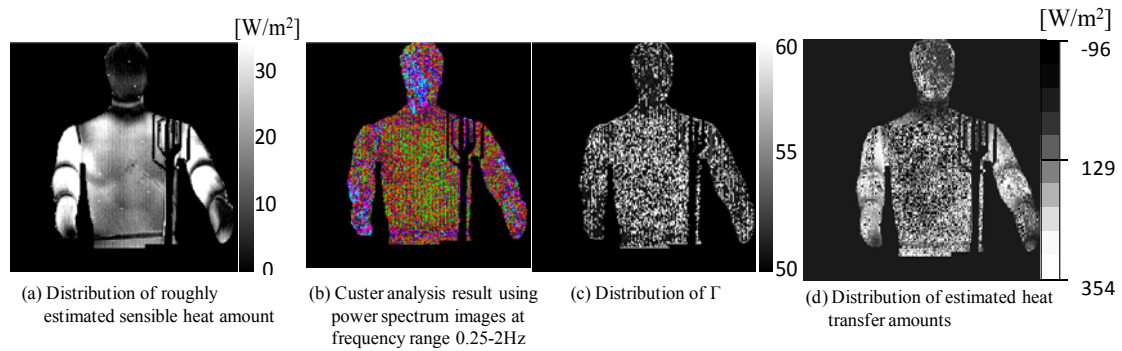 [W/m²]
30
20
10
0
60
55
50
[W/m²]
-96
129
354
(a) Distribution of roughly
estimated sensible heat amount
(b) Custer analysis result using
power spectrum images at
frequency range 0.25-2Hz
(c) Distribution of Γ
(d) Distribution of estimated heat
transfer amounts